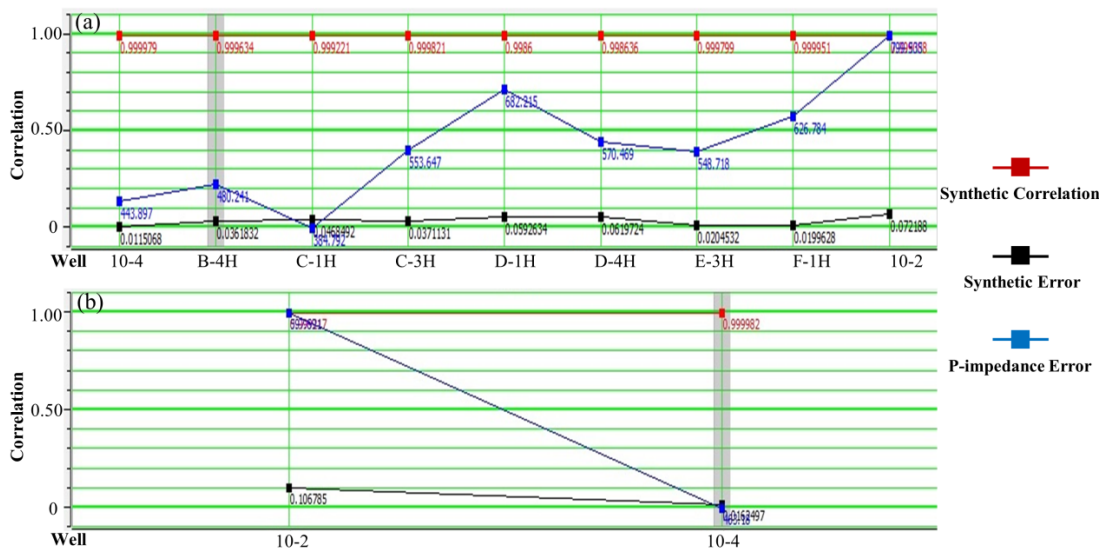 (a)
1.00
0.999979 0.999634 0.999221 0.999821 0.9986 0.998636 0.999799 0.999951
682.215
0.50
553.647 570.469 548.718 626.784
443.897 480.241
0
0.0115068 0.0361832 0.0468492 0.0371131 0.0592634 0.0619724 0.0204532 0.0199628 0.072188
384.792
Correlation
Well 10-4 B-4H C-1H C-3H D-1H D-4H E-3H F-1H 10-2
Synthetic Correlation
Synthetic Error
P-impedance Error
(b)
1.00
0.999982
0.50
0.106785
0
Correlation
Well 10-2 10-4